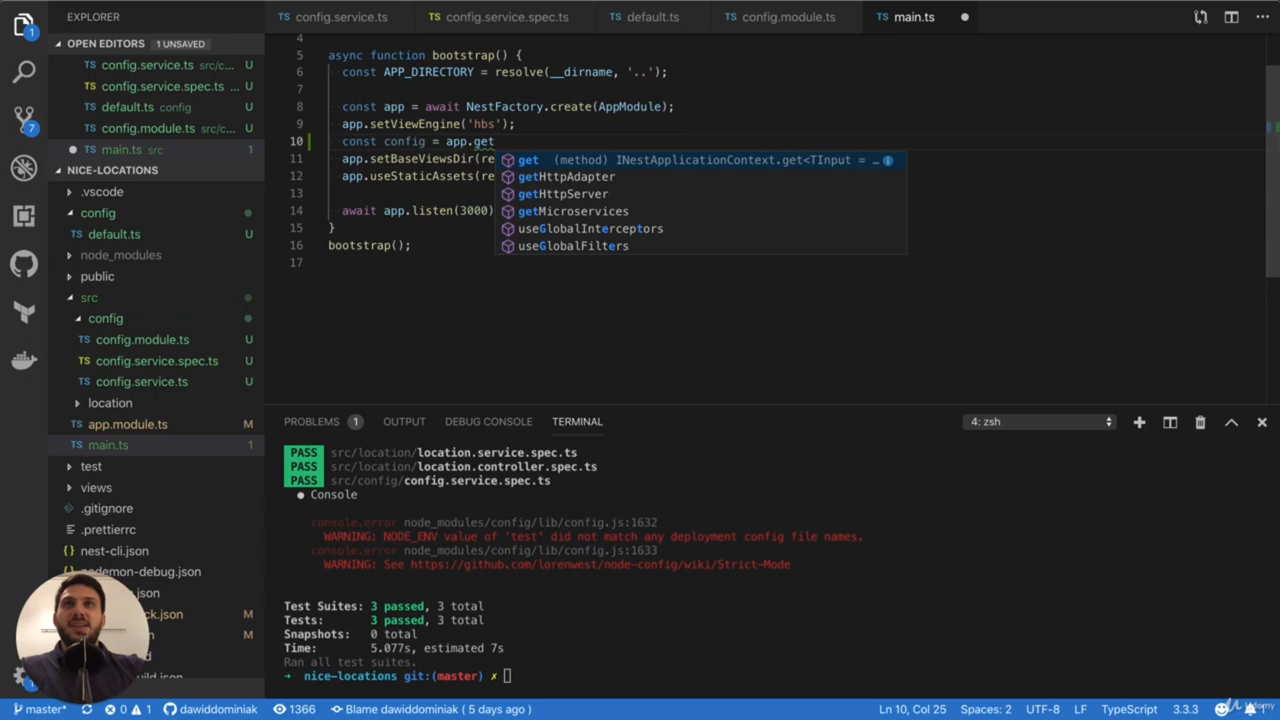 EXPLORER
TS config.service.ts
TS config.service.spec.ts
TS default.ts
TS config.module.ts
TS main.ts
OPEN EDITORS 1 UNSAVED
TS config.service.ts src/c... U
TS config.service.spec.ts ... U
TS default.ts config U
TS config.module.ts src/c... U
TS main.ts src 1
NICE-LOCATIONS
.vscode
config
TS default.ts U
node_modules
public
src
config
TS config.module.ts U
TS config.service.spec.ts U
TS config.service.ts U
location
TS app.module.ts M
TS main.ts 1
test
views
.gitignore
.prettierrc
{} nest-cli.json
nodemon-debug.json
.json
ck.json M
M
uild.json
1
7
1
4
5 async function bootstrap() {
6 const APP_DIRECTORY = resolve(__dirname, '..');
7
8 const app = await NestFactory.create(AppModule);
9 app.setViewEngine('hbs');
10 const config = app.get
11 app.setBaseViewsDir(re
12 app.useStaticAssets(re
13
14 await app.listen(3000)
15 }
16 bootstrap();
17
get (method) INestApplicationContext.get<TInput = …
getHttpAdapter
getHttpServer
getMicroservices
useGlobalInterceptors
useGlobalFilters
PROBLEMS 1 OUTPUT DEBUG CONSOLE TERMINAL 4: zsh
PASS src/location/location.service.spec.ts
PASS src/location/location.controller.spec.ts
PASS src/config/config.service.spec.ts
● Console
console.error node_modules/config/lib/config.js:1632
WARNING: NODE_ENV value of 'test' did not match any deployment config file names.
console.error node_modules/config/lib/config.js:1633
WARNING: See https://github.com/lorenwest/node-config/wiki/Strict-Mode
Test Suites: 3 passed, 3 total
Tests: 3 passed, 3 total
Snapshots: 0 total
Time: 5.077s, estimated 7s
Ran all test suites.
→ nice-locations git:(master) ✗
master* 0 1 dawiddominiak 1366 Blame dawiddominiak ( 5 days ago ) Ln 10, Col 25 Spaces: 2 UTF-8 LF TypeScript 3.3.3
Udemy